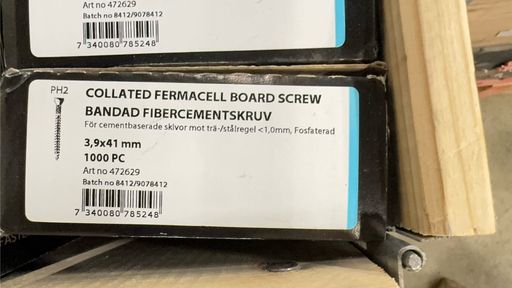 Art no 472629
Batch no 8412/9078412
7 340080 785248
PH2
COLLATED FERMACELL BOARD SCREW
BANDAD FIBERCEMENTSKRUV
För cementbaserade skivor mot trä-/stålregel <1,0mm, Fosfaterad
3,9x41 mm
1000 PC
Art no 472629
Batch no 8412/9078412
7 340080 785248